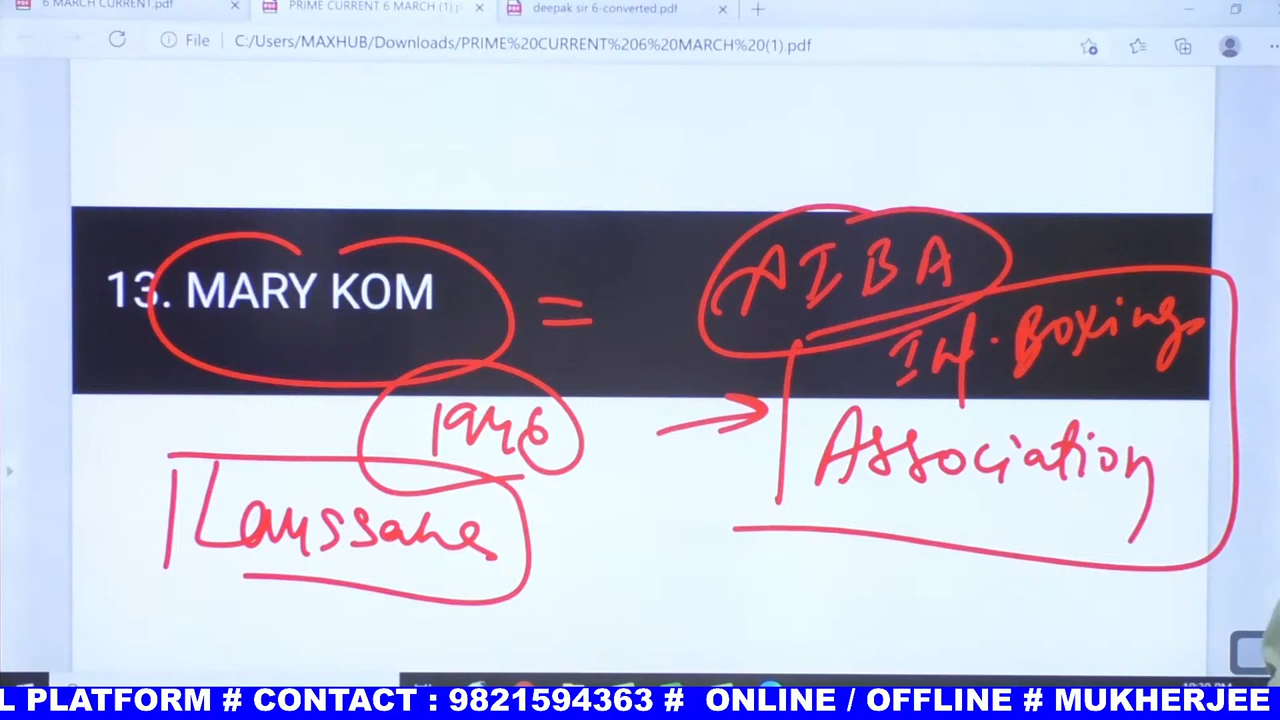 6 MARCH CURRENT.pdf
PRIME CURRENT 6 MARCH (1).p
deepak sir 6-converted.pdf
File
C:/Users/MAXHUB/Downloads/PRIME%20CURRENT%206%20MARCH%20(1).pdf
13. MARY KOM
=
AIBA
Int. Boxing
Association
1946
Laussane
L PLATFORM # CONTACT : 9821594363 # ONLINE / OFFLINE # MUKHERJEE